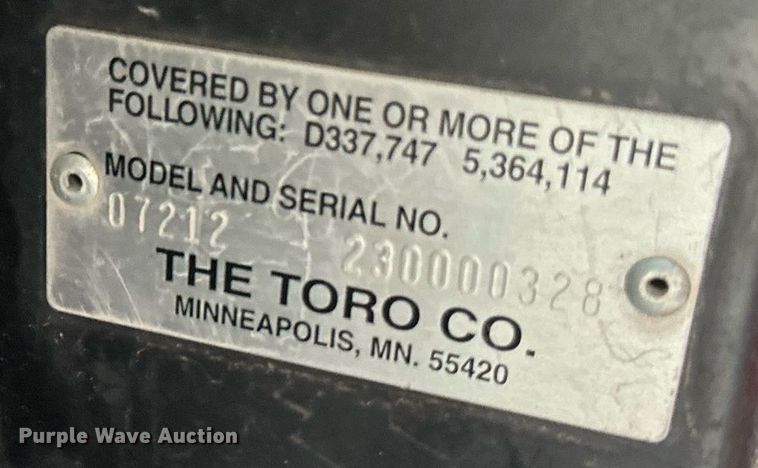 COVERED BY ONE OR MORE OF THE
FOLLOWING: D337,747 5,364,114
MODEL AND SERIAL NO.
07212 230000328
THE TORO CO.
MINNEAPOLIS, MN. 55420
Purple Wave Auction